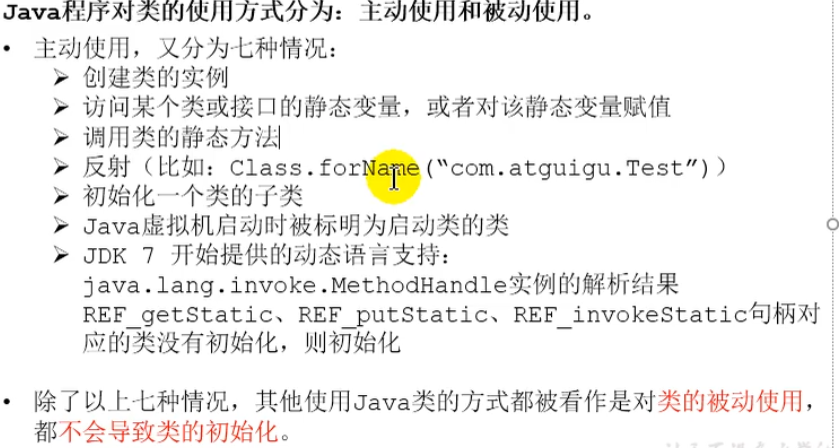 Java程序对类的使用方式分为：主动使用和被动使用。
• 主动使用，又分为七种情况：
➢ 创建类的实例
➢ 访问某个类或接口的静态变量，或者对该静态变量赋值
➢ 调用类的静态方法
➢ 反射（比如：Class.forName(“com.atguigu.Test”)）
➢ 初始化一个类的子类
➢ Java虚拟机启动时被标明为启动类的类
➢ JDK 7 开始提供的动态语言支持：
java.lang.invoke.MethodHandle实例的解析结果
REF_getStatic、REF_putStatic、REF_invokeStatic句柄对
应的类没有初始化，则初始化
• 除了以上七种情况，其他使用Java类的方式都被看作是对类的被动使用，
都不会导致类的初始化。